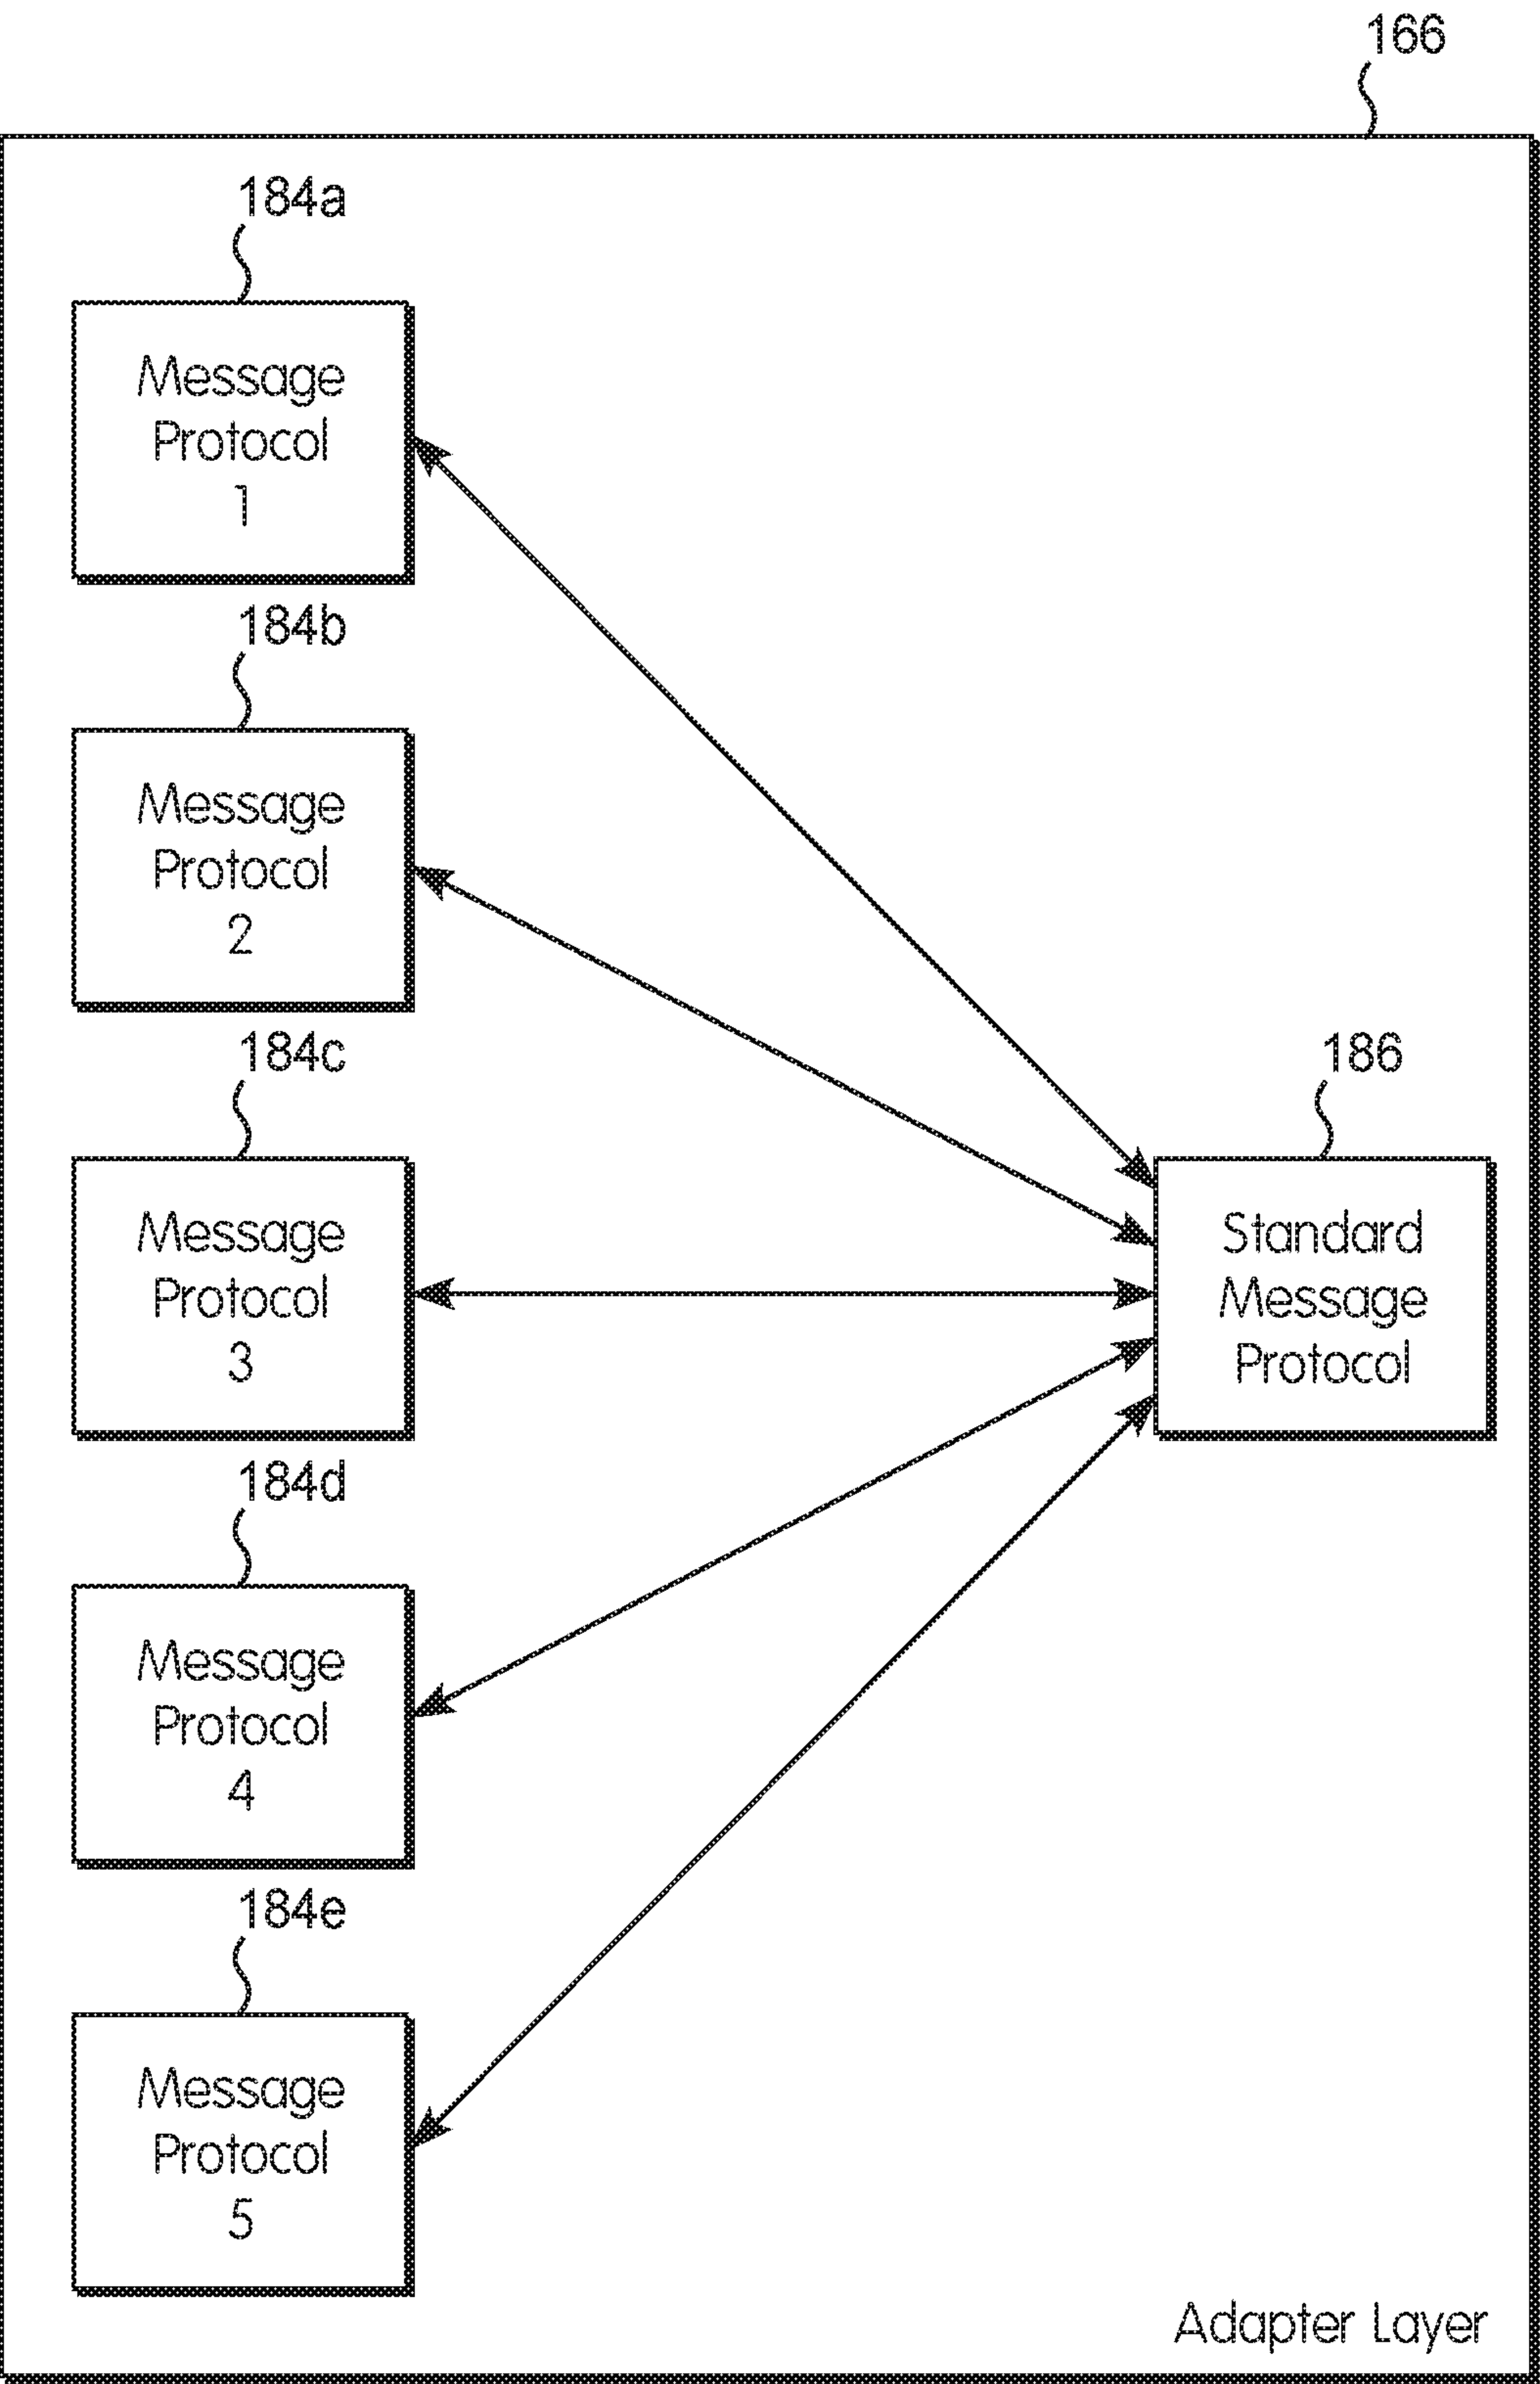 166
184a
Message
Protocol
1
184b
Message
Protocol
2
184c
Message
Protocol
3
186
Standard
Message
Protocol
184d
Message
Protocol
4
184e
Message
Protocol
5
Adapter Layer